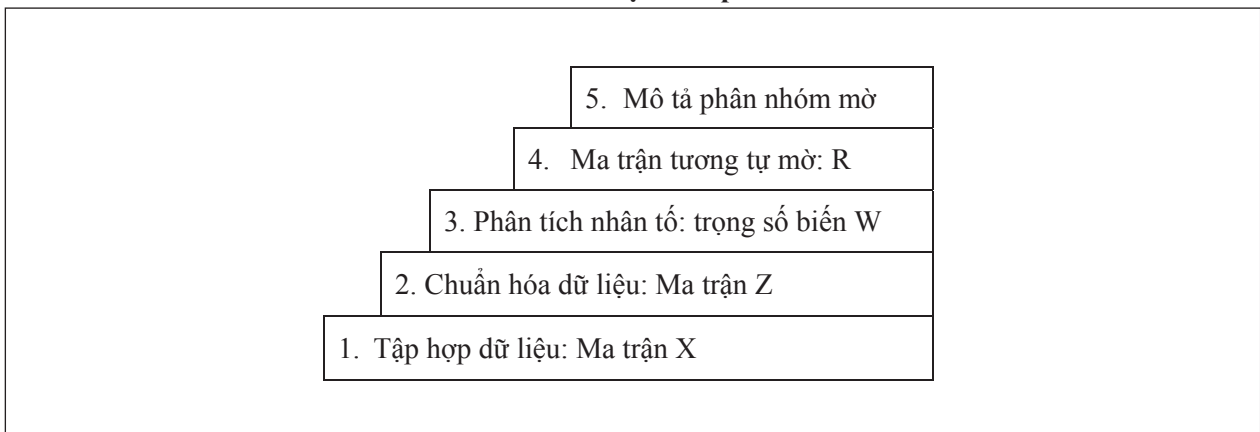 5. Mô tả phân nhóm mờ
4. Ma trận tương tự mờ: R
3. Phân tích nhân tố: trọng số biến W
2. Chuẩn hóa dữ liệu: Ma trận Z
1. Tập hợp dữ liệu: Ma trận X